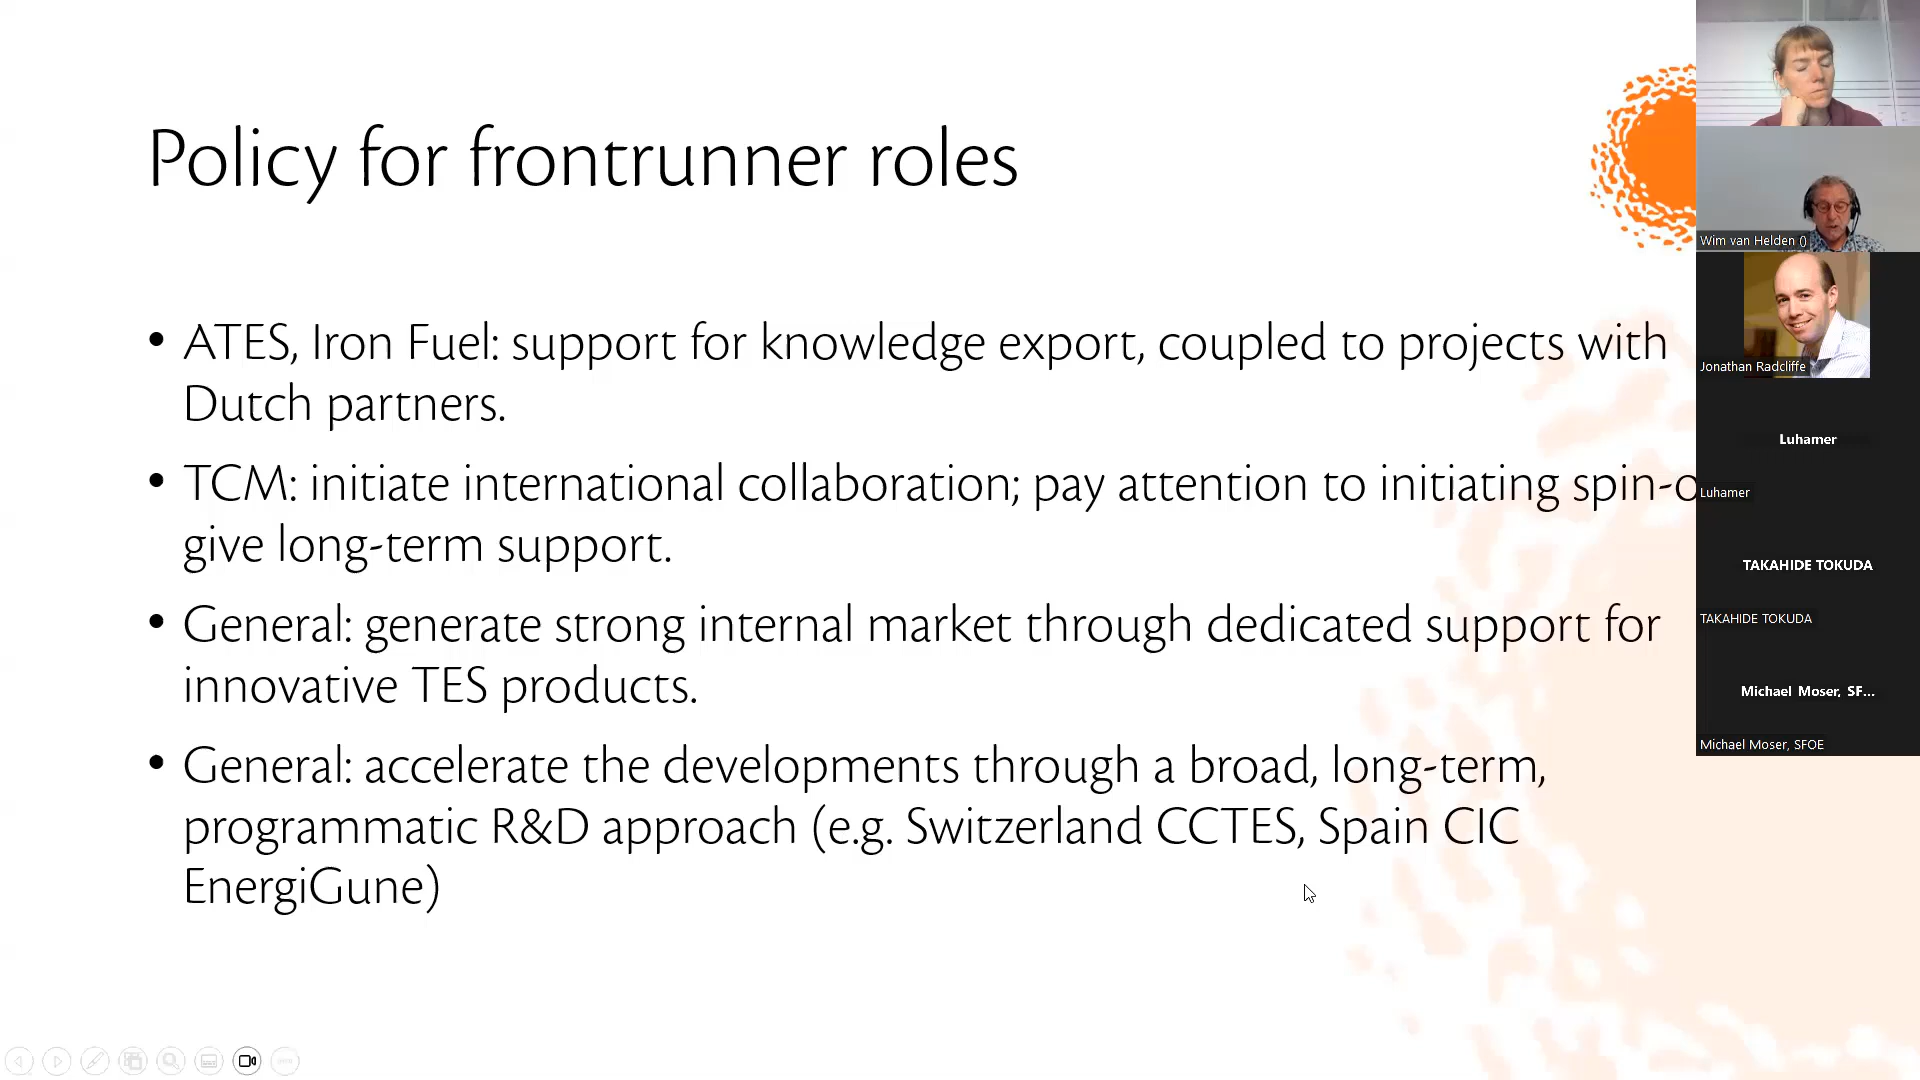 Policy for frontrunner roles
• ATES, Iron Fuel: support for knowledge export, coupled to projects with
Dutch partners.
• TCM: initiate international collaboration; pay attention to initiating
give long-term support.
• General: generate strong internal market through dedicated support for
innovative TES products.
• General: accelerate the developments through a broad, long-term,
programmatic R&D approach (e.g. Switzerland CCTES, Spain CIC
EnergiGune)
Wim van Helden ()
Jonathan Radcliffe
Luhamer
Luhamer
TAKAHIDE TOKUDA
TAKAHIDE TOKUDA
Michael Moser, SF...
Michael Moser, SFOE